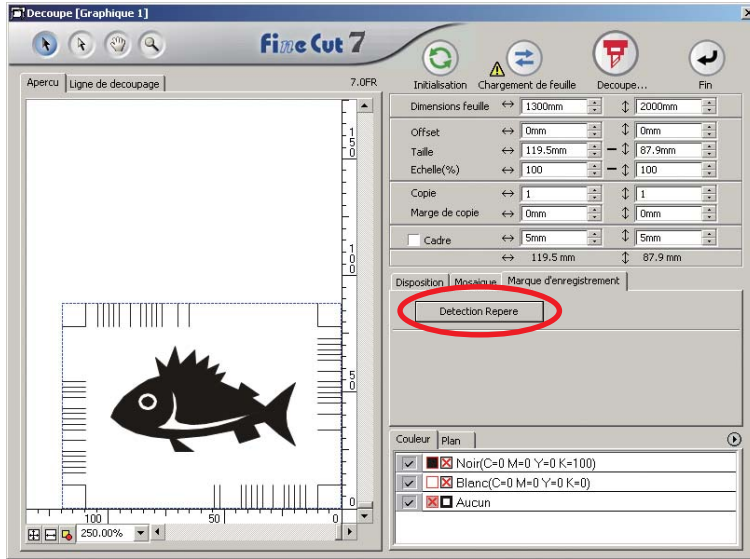 Decoupe [Graphique 1]
FineCut 7
Initialisation Chargement de feuille Decoupe... Fin
Apercu Ligne de decoupage 7.0FR
Dimensions feuille 1300mm 2000mm
Offset 0mm 0mm
Taille 119.5mm 87.9mm
Echelle(%) 100 100
Copie 1 1
Marge de copie 0mm 0mm
Cadre 5mm 5mm
119.5 mm 87.9 mm
Disposition Mosaique Marque d'enregistrement
Detection Repere
150
100
50
0
100 50 0
250.00%
Couleur Plan
Noir(C=0 M=0 Y=0 K=100)
Blanc(C=0 M=0 Y=0 K=0)
Aucun